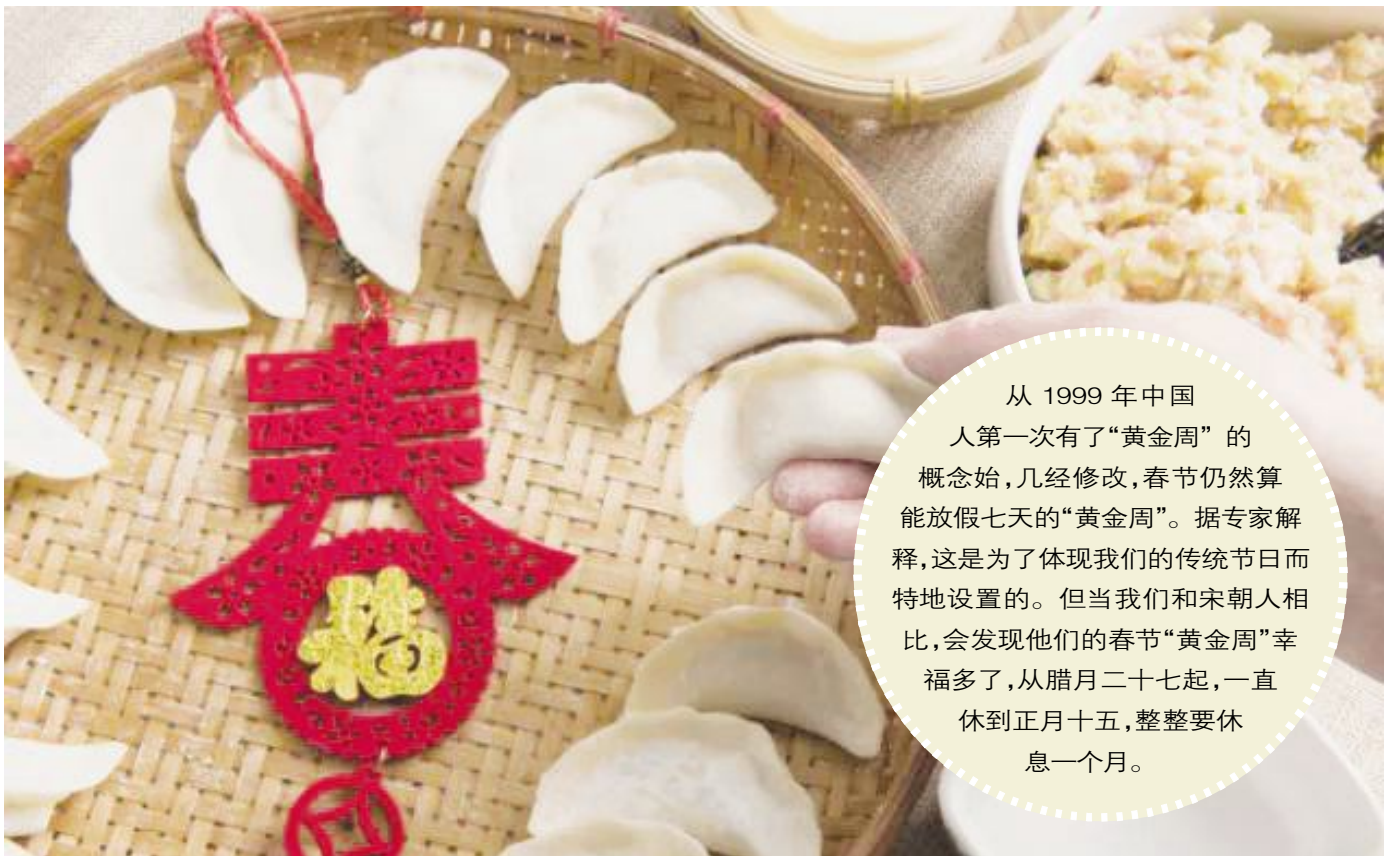 春
福
从 1999 年中国
人第一次有了“黄金周” 的
概念始,几经修改,春节仍然算
能放假七天的“黄金周”。据专家解
释,这是为了体现我们的传统节日而
特地设置的。但当我们和宋朝人相
比,会发现他们的春节“黄金周”幸
福多了,从腊月二十七起,一直
休到正月十五,整整要休
息一个月。